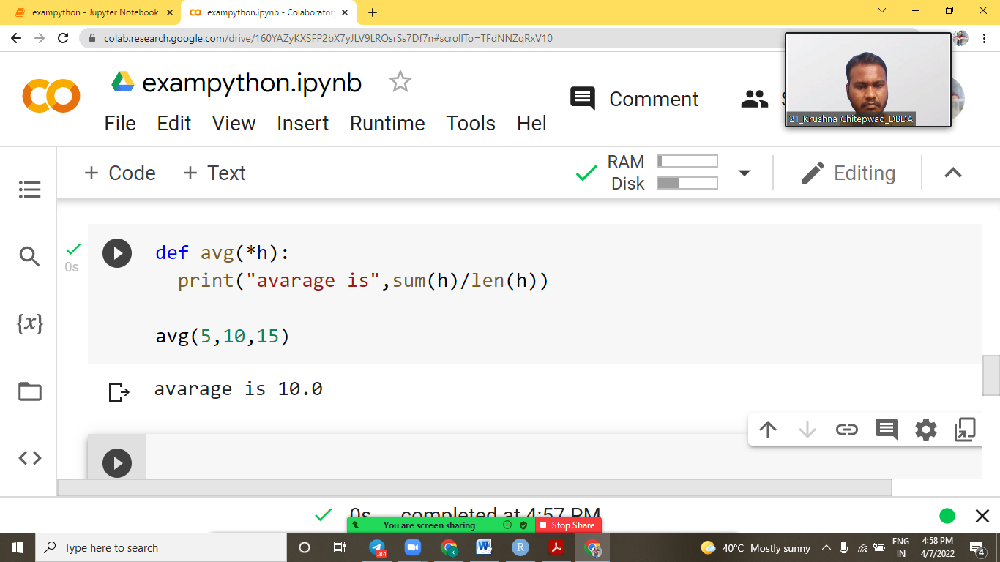 exampython - Jupyter Notebook
exampython.ipynb - Colaborator
colab.research.google.com/drive/160YAZyKXSFP2bX7yJLV9LROsrSs7Df7n#scrollTo=TFdNNZqRxV10
exampython.ipynb
Comment
21_Krushna Chitepwad_DBDA
File Edit View Insert Runtime Tools Hel
+ Code + Text
RAM
Disk
Editing
0s
def avg(*h):
print("avarage is",sum(h)/len(h))
avg(5,10,15)
avarage is 10.0
{x}
0s completed at 4:57 PM
You are screen sharing
Stop Share
Type here to search
84
W
R
40°C Mostly sunny
ENG
IN
4:58 PM
4/7/2022
4